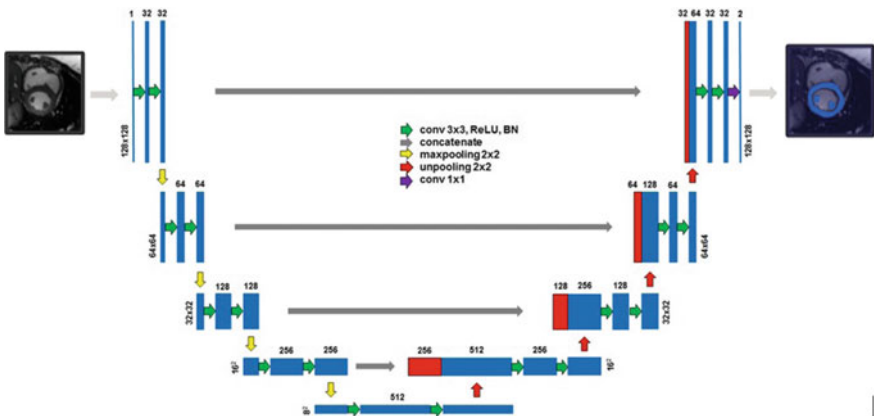 1 32 32
32 64 32 32 2
128x128
128x128
conv 3x3, ReLU, BN
concatenate
maxpooling 2x2
unpooling 2x2
conv 1x1
64 64
64 128 64
64x64
64x64
128 128
128 256 128
32x32
32x32
256 256
256 512 256
16²
16²
512
8²